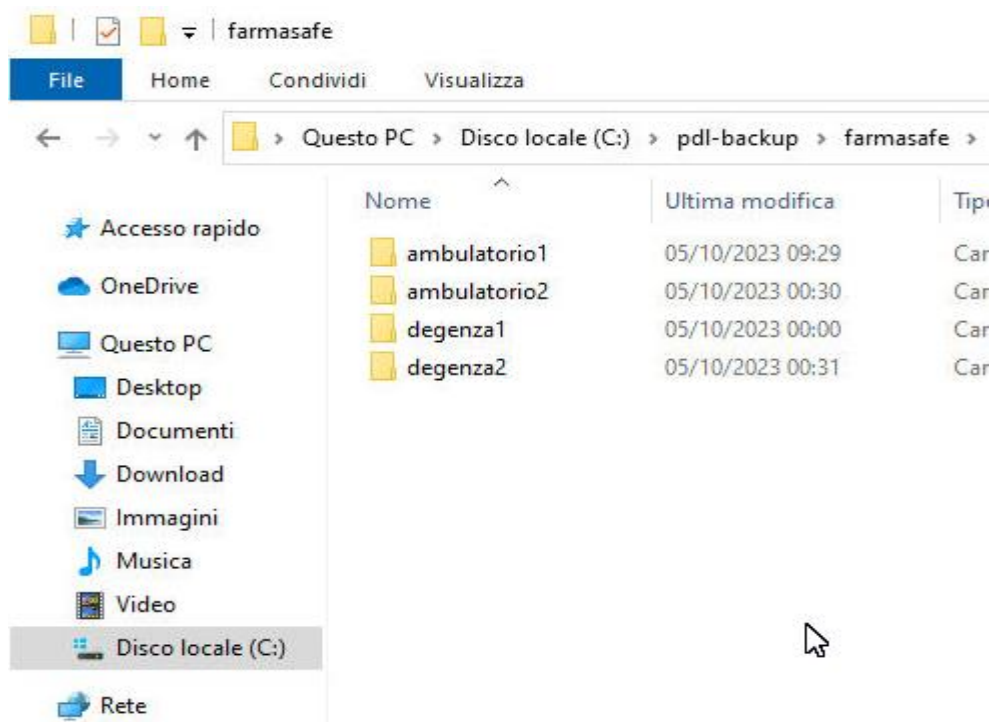 farmasafe
File Home Condividi Visualizza
Questo PC > Disco locale (C:) > pdl-backup > farmasafe >
Nome Ultima modifica
Accesso rapido
OneDrive
Questo PC
Desktop
Documenti
Download
Immagini
Musica
Video
Disco locale (C:)
Rete
ambulatorio1 05/10/2023 09:29
ambulatorio2 05/10/2023 00:30
degenza1 05/10/2023 00:00
degenza2 05/10/2023 00:31